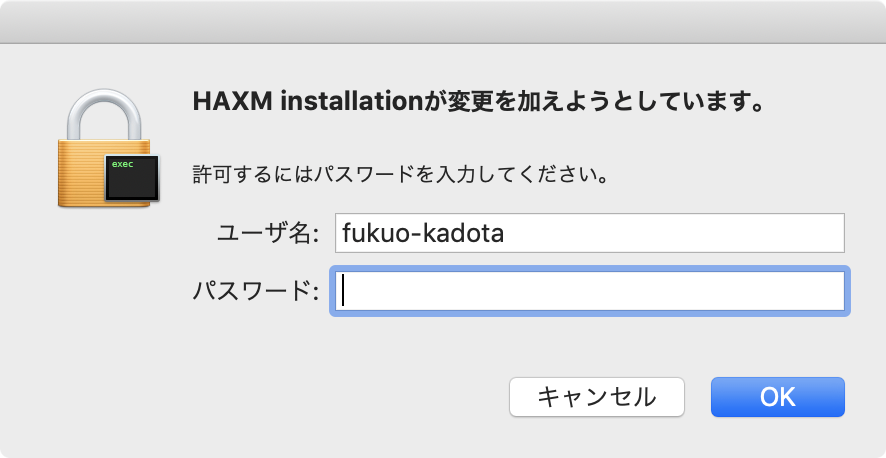 HAXM installationが変更を加えようとしています。
exec
許可するにはパスワードを入力してください。
ユーザ名: fukuo-kadota
パスワード:
キャンセル OK